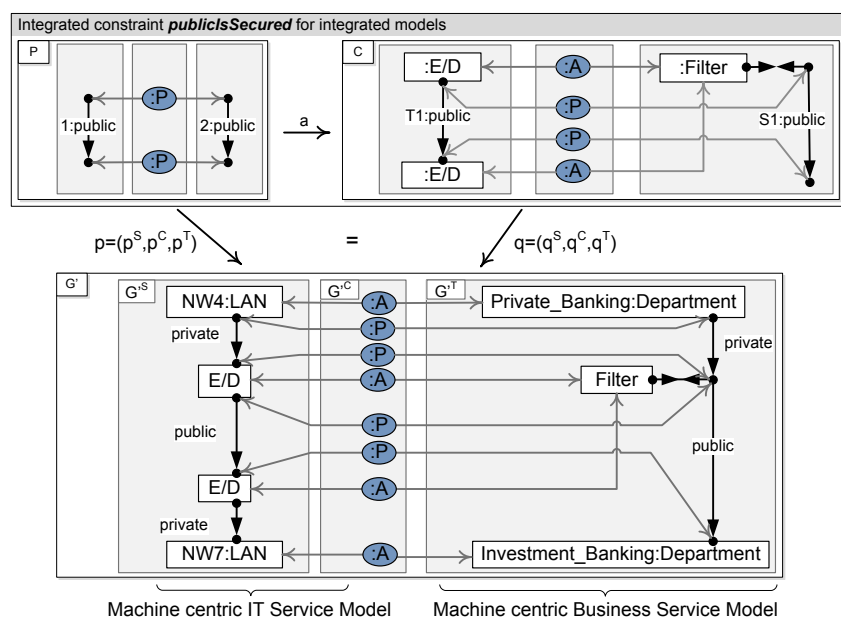 Integrated constraint publicIsSecured for integrated models
P
:P
1:public
2:public
:P
a
C
:E/D
:A
:Filter
:P
T1:public
S1:public
:P
:E/D
:A
p=(p^S,p^C,p^T)
=
q=(q^S,q^C,q^T)
G'
G'^S
G'^C
G'^T
NW4:LAN
:A
Private_Banking:Department
:P
private
private
:P
E/D
:A
Filter
:P
public
public
:P
E/D
:A
private
NW7:LAN
:A
Investment_Banking:Department
Machine centric IT Service Model
Machine centric Business Service Model